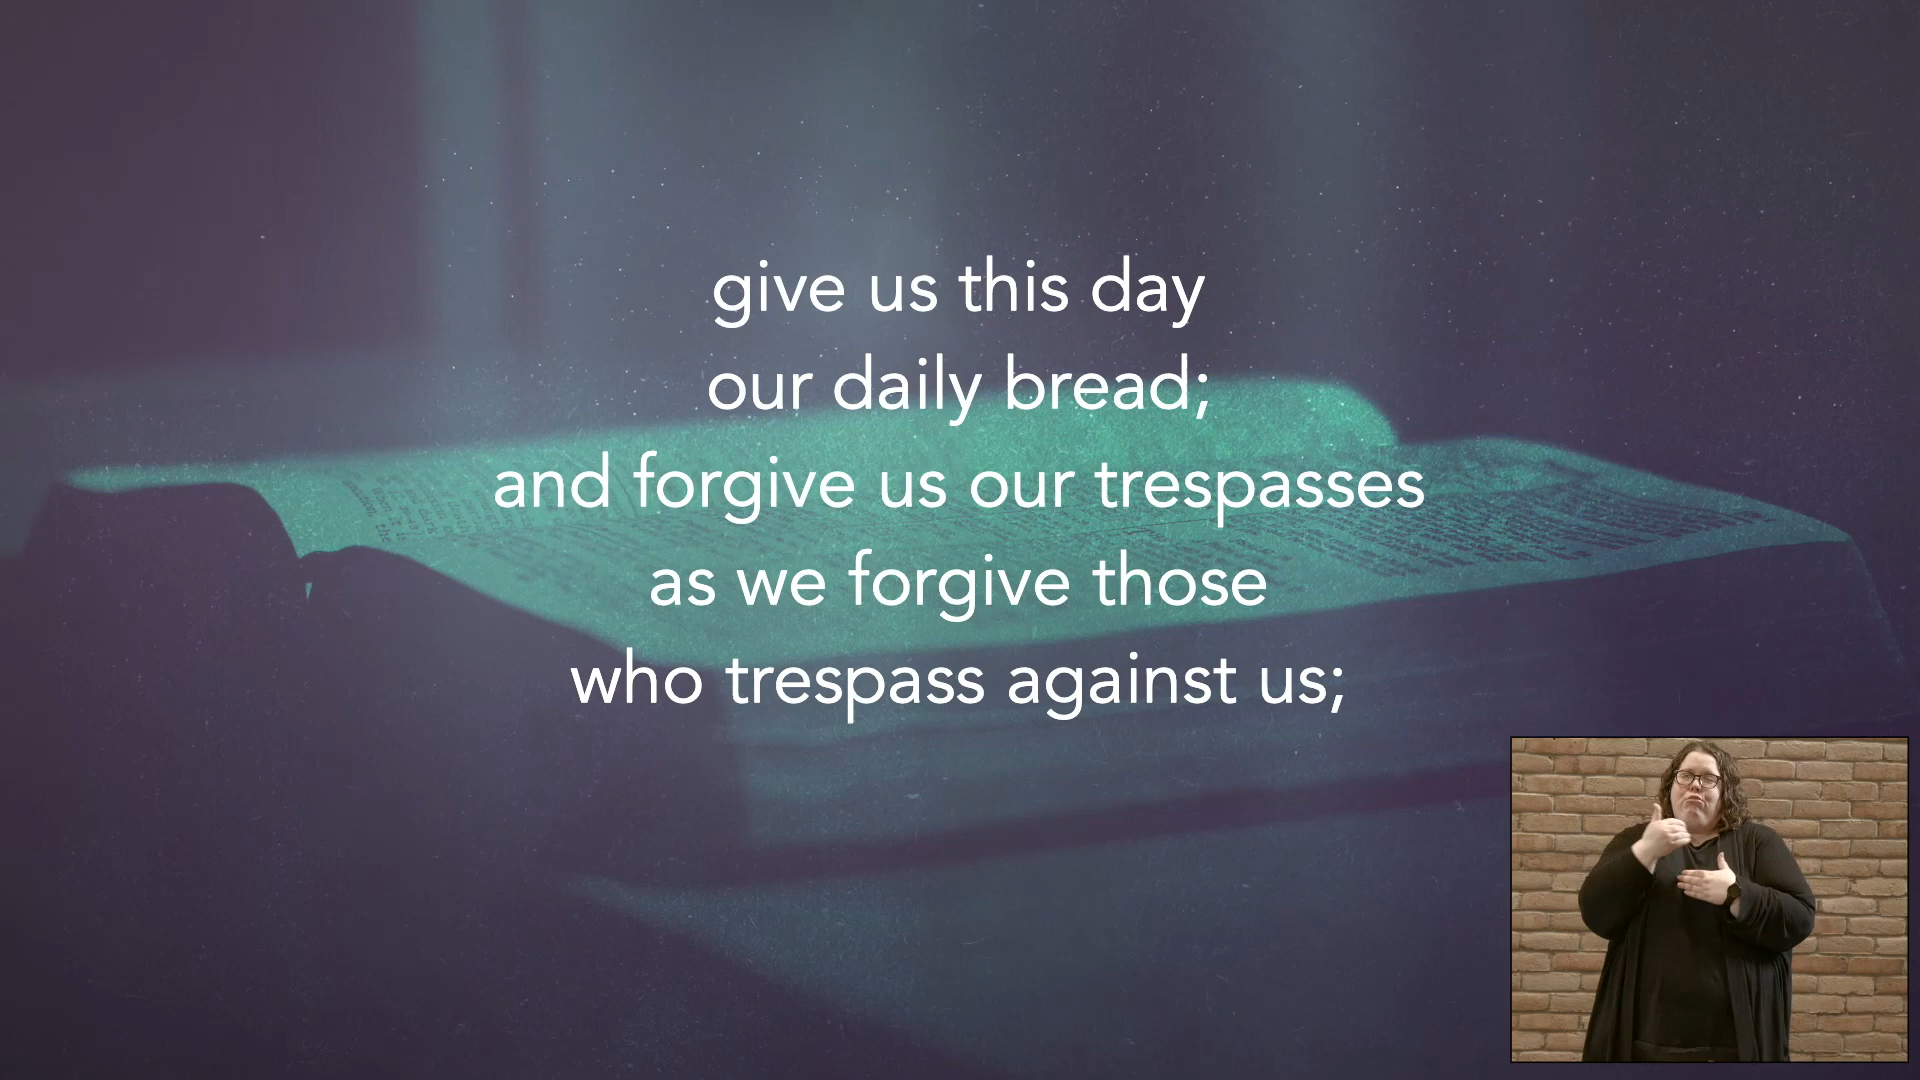 give us this day
our daily bread;
and forgive us our trespasses
as we forgive those
who trespass against us;